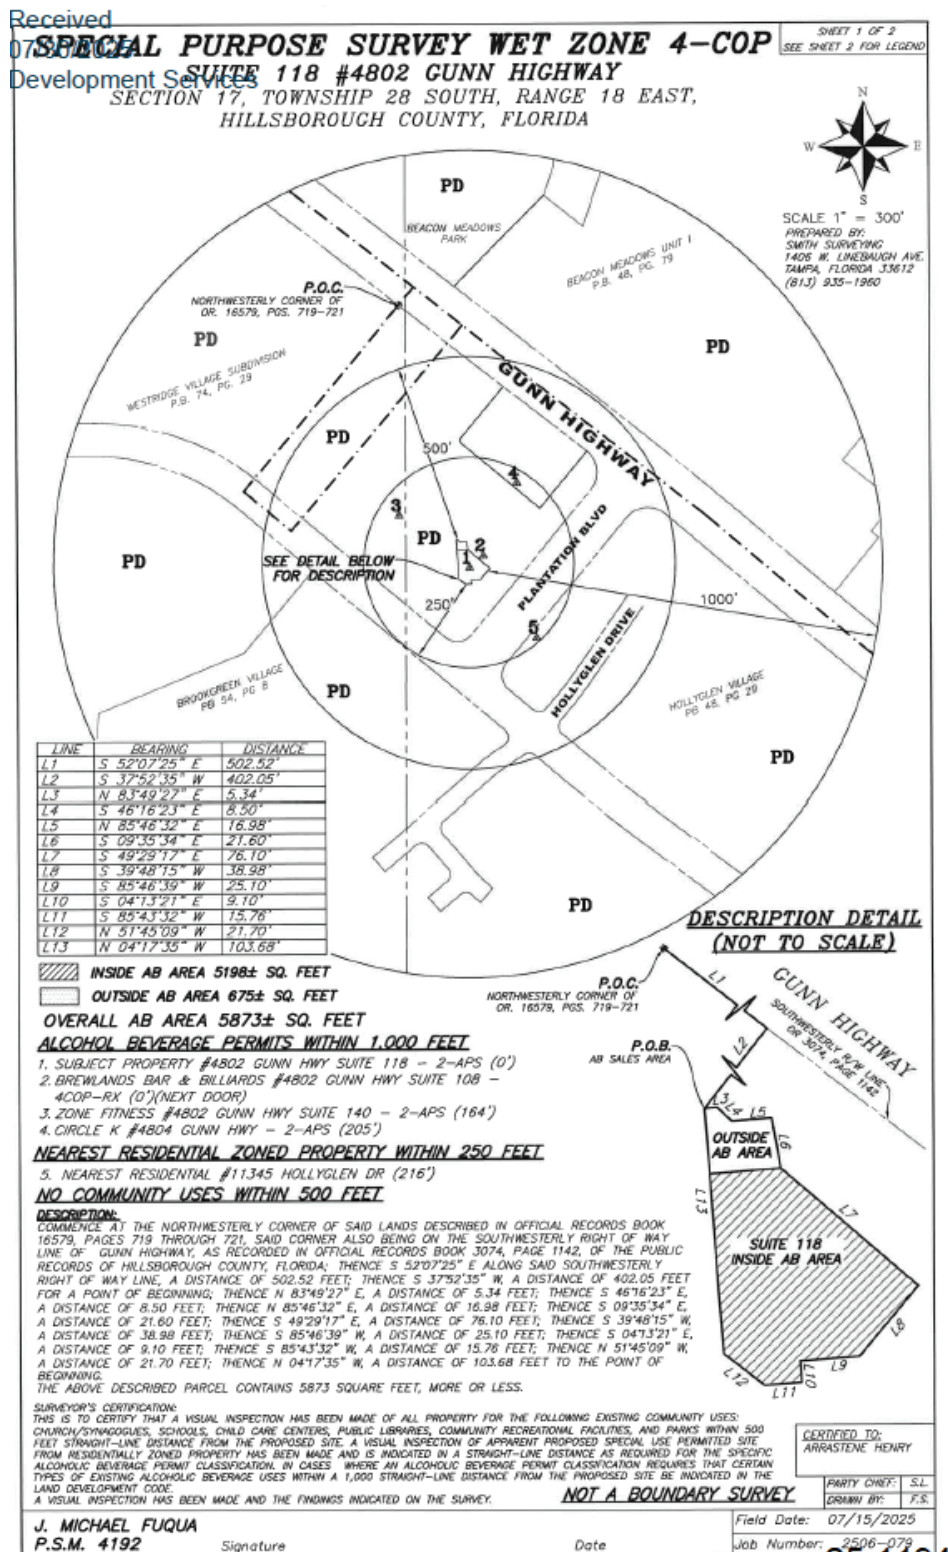 Received
07/30/2025
Development Services
SPECIAL PURPOSE SURVEY WET ZONE 4-COP
SUITE 118 #4802 GUNN HIGHWAY
SECTION 17, TOWNSHIP 28 SOUTH, RANGE 18 EAST,
HILLSBOROUGH COUNTY, FLORIDA
SHEET 1 OF 2
SEE SHEET 2 FOR LEGEND
N
W E
S
SCALE 1" = 300'
PREPARED BY:
SMITH SURVEYING
1406 W. LINEBAUGH AVE.
TAMPA, FLORIDA 33612
(813) 935-1960
PD
BEACON MEADOWS
PARK
BEACON MEADOWS UNIT 1
P.B. 48, PG. 79
P.O.C.
NORTHWESTERLY CORNER OF
OR. 16579, PGS. 719-721
PD
PD
WESTRIDGE VILLAGE SUBDIVISION
P.B. 74, PG. 29
GUNN HIGHWAY
PD
500'
4
3
PD
2
1
PLANTATION BLVD
PD
SEE DETAIL BELOW
FOR DESCRIPTION
250'
1000'
5
HOLLYGLEN DRIVE
BROOKGREEN VILLAGE
PB 54, PG 8
PD
HOLLYGLEN VILLAGE
PB 48, PG 29
PD
PD
LINE BEARING DISTANCE
L1 S 52°07'25" E 502.52'
L2 S 37°52'35" W 402.05'
L3 N 83°49'27" E 5.34'
L4 S 46°16'23" E 8.50'
L5 N 85°46'32" E 16.98'
L6 S 09°35'34" E 21.60'
L7 S 49°29'17" E 76.10'
L8 S 39°48'15" W 38.98'
L9 S 85°46'39" W 25.10'
L10 S 04°13'21" E 9.10'
L11 S 85°43'32" W 15.76'
L12 N 51°45'09" W 21.70'
L13 N 04°17'35" W 103.68'
INSIDE AB AREA 5198± SQ. FEET
OUTSIDE AB AREA 675± SQ. FEET
OVERALL AB AREA 5873± SQ. FEET
ALCOHOL BEVERAGE PERMITS WITHIN 1,000 FEET
1. SUBJECT PROPERTY #4802 GUNN HWY SUITE 118 - 2-APS (0')
2. BREWLANDS BAR & BILLIARDS #4802 GUNN HWY SUITE 108 -
4COP-RX (0')(NEXT DOOR)
3. ZONE FITNESS #4802 GUNN HWY SUITE 140 - 2-APS (164')
4. CIRCLE K #4804 GUNN HWY - 2-APS (205')
NEAREST RESIDENTIAL ZONED PROPERTY WITHIN 250 FEET
5. NEAREST RESIDENTIAL #11345 HOLLYGLEN DR (216')
NO COMMUNITY USES WITHIN 500 FEET
DESCRIPTION:
COMMENCE AT THE NORTHWESTERLY CORNER OF SAID LANDS DESCRIBED IN OFFICIAL RECORDS BOOK
16579, PAGES 719 THROUGH 721, SAID CORNER ALSO BEING ON THE SOUTHWESTERLY RIGHT OF WAY
LINE OF GUNN HIGHWAY, AS RECORDED IN OFFICIAL RECORDS BOOK 3074, PAGE 1142, OF THE PUBLIC
RECORDS OF HILLSBOROUGH COUNTY, FLORIDA; THENCE S 52°07'25" E ALONG SAID SOUTHWESTERLY
RIGHT OF WAY LINE, A DISTANCE OF 502.52 FEET; THENCE S 37°52'35" W, A DISTANCE OF 402.05 FEET
FOR A POINT OF BEGINNING; THENCE N 83°49'27" E, A DISTANCE OF 5.34 FEET; THENCE S 46°16'23" E,
A DISTANCE OF 8.50 FEET; THENCE N 85°46'32" E, A DISTANCE OF 16.98 FEET; THENCE S 09°35'34" E,
A DISTANCE OF 21.60 FEET; THENCE S 49°29'17" E, A DISTANCE OF 76.10 FEET; THENCE S 39°48'15" W,
A DISTANCE OF 38.98 FEET; THENCE S 85°46'39" W, A DISTANCE OF 25.10 FEET; THENCE S 04°13'21" E,
A DISTANCE OF 9.10 FEET; THENCE S 85°43'32" W, A DISTANCE OF 15.76 FEET; THENCE N 51°45'09" W,
A DISTANCE OF 21.70 FEET; THENCE N 04°17'35" W, A DISTANCE OF 103.68 FEET TO THE POINT OF
BEGINNING.
THE ABOVE DESCRIBED PARCEL CONTAINS 5873 SQUARE FEET, MORE OR LESS.
DESCRIPTION DETAIL
(NOT TO SCALE)
P.O.C.
NORTHWESTERLY CORNER OF
OR. 16579, PGS. 719-721
L1
GUNN HIGHWAY
SOUTHWESTERLY R/W LINE
OR 3074, PAGE 1142
P.O.B.
AB SALES AREA
L2
L3
L4
L5
OUTSIDE
AB AREA
L6
L13
L7
SUITE 118
INSIDE AB AREA
L8
L9
L10
L12
L11
SURVEYOR'S CERTIFICATION:
THIS IS TO CERTIFY THAT A VISUAL INSPECTION HAS BEEN MADE OF ALL PROPERTY FOR THE FOLLOWING EXISTING COMMUNITY USES:
CHURCH/SYNAGOGUES, SCHOOLS, CHILD CARE CENTERS, PUBLIC LIBRARIES, COMMUNITY RECREATIONAL FACILITIES, AND PARKS WITHIN 500
FEET STRAIGHT-LINE DISTANCE FROM THE PROPOSED SITE. A VISUAL INSPECTION OF APPARENT PROPOSED SPECIAL USE PERMITTED SITE
FROM RESIDENTIALLY ZONED PROPERTY HAS BEEN MADE AND IS INDICATED IN A STRAIGHT-LINE DISTANCE AS REQUIRED FOR THE SPECIFIC
ALCOHOLIC BEVERAGE PERMIT CLASSIFICATION. IN CASES WHERE AN ALCOHOLIC BEVERAGE PERMIT CLASSIFICATION REQUIRES THAT CERTAIN
TYPES OF EXISTING ALCOHOLIC BEVERAGE USES WITHIN A 1,000 STRAIGHT-LINE DISTANCE FROM THE PROPOSED SITE BE INDICATED IN THE
LAND DEVELOPMENT CODE.
A VISUAL INSPECTION HAS BEEN MADE AND THE FINDINGS INDICATED ON THE SURVEY.
NOT A BOUNDARY SURVEY
CERTIFIED TO:
ARRASTENE HENRY
PARTY CHIEF: S.L.
DRAWN BY: F.S.
J. MICHAEL FUQUA
P.S.M. 4192
Signature
Date
Field Date: 07/15/2025
Job Number: 2506-079